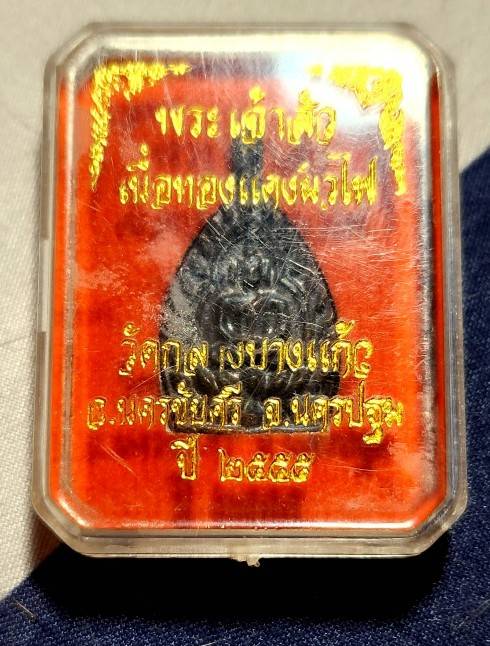 พระเจ้าสัว
เนื้อทองแดงผิวไฟ
วัดกลางบางแก้ว
อ.นครชัยศรี จ.นครปฐม
ปี ๒๕๕๕